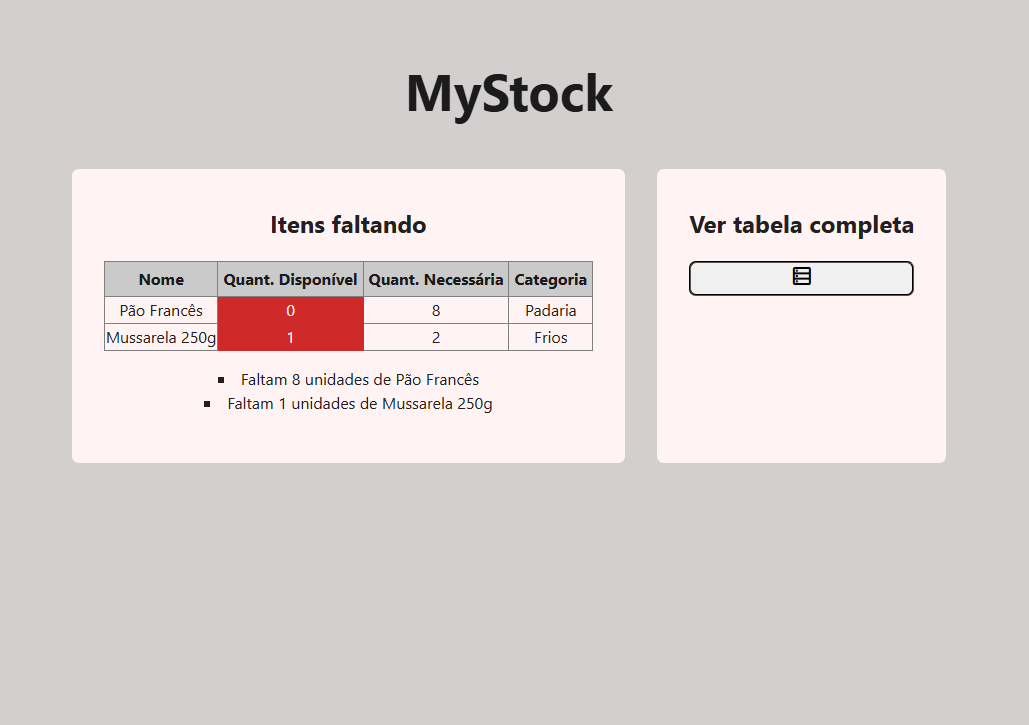 MyStock
Itens faltando
Nome Quant. Disponível Quant. Necessária Categoria
Pão Francês 0 8 Padaria
Mussarela 250g 1 2 Frios
Faltam 8 unidades de Pão Francês
Faltam 1 unidades de Mussarela 250g
Ver tabela completa